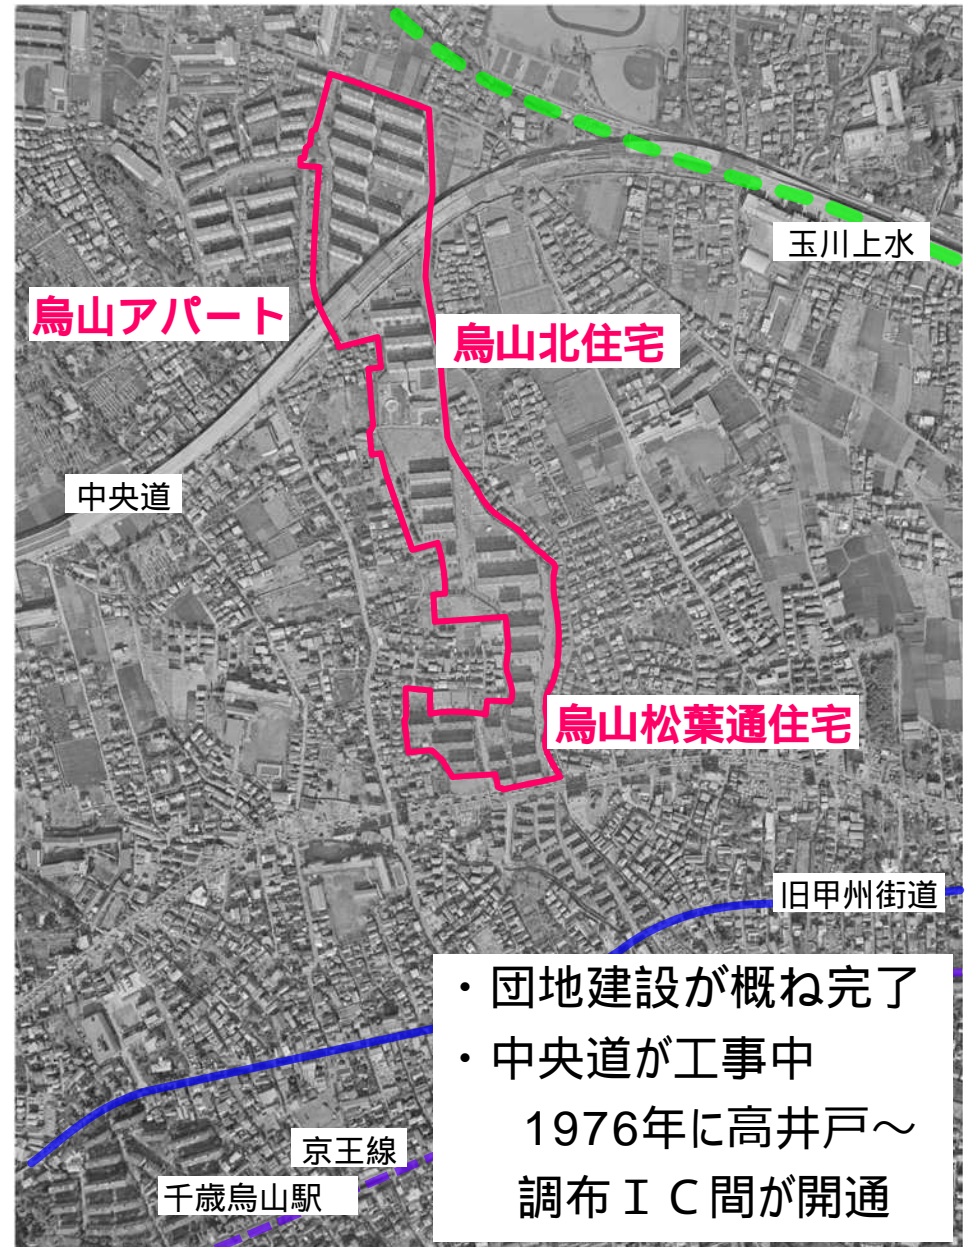 玉川上水
烏山アパート
烏山北住宅
中央道
烏山松葉通住宅
旧甲州街道
・団地建設が概ね完了
・中央道が工事中
1976年に高井戸～
調布ＩＣ間が開通
京王線
千歳烏山駅